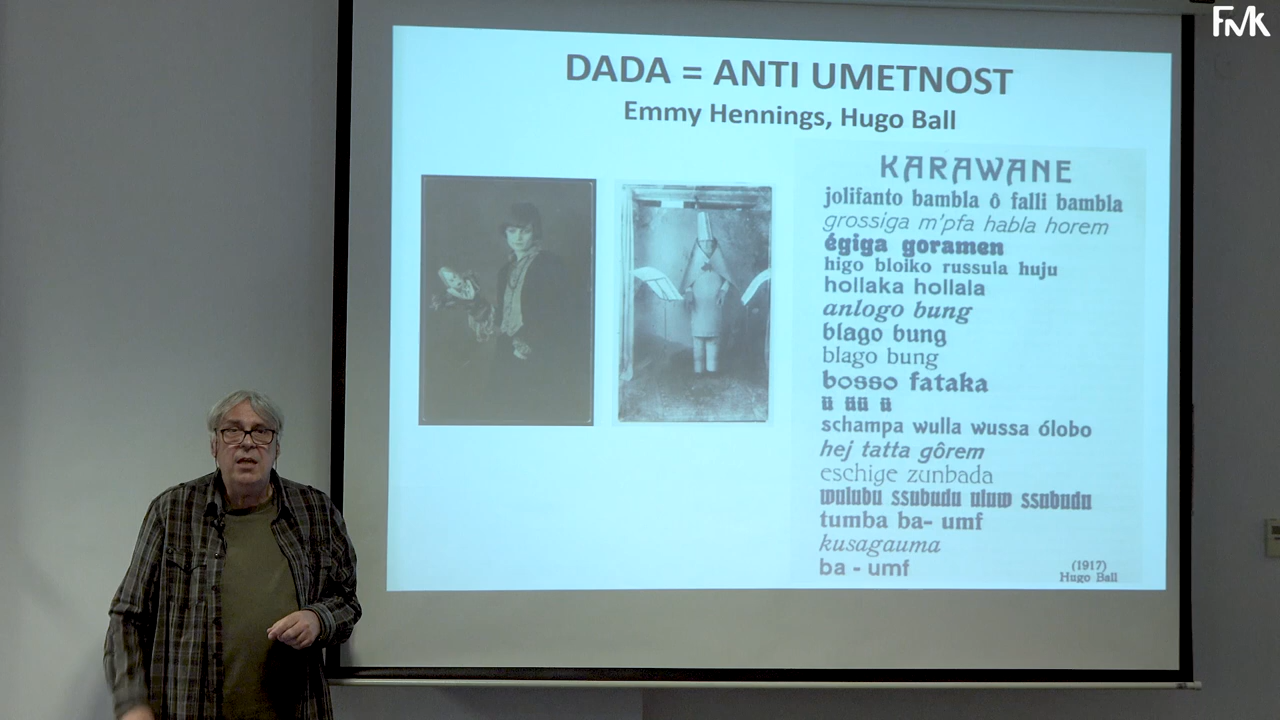 FMK
DADA = ANTI UMETNOST
Emmy Hennings, Hugo Ball
KARAWANE
jolifanto bambla ô falli bambla
grossiga m'pfa habla horem
égiga goramen
higo bloiko russula huju
hollaka hollala
anlogo bung
blago bung
blago bung
bosso fataka
ü üü ü
schampa wulla wussa ólobo
hej tatta gôrem
eschige zunbada
wulubu ssubudu uluw ssubudu
tumba ba- umf
kusagauma
ba - umf
(1917)
Hugo Ball